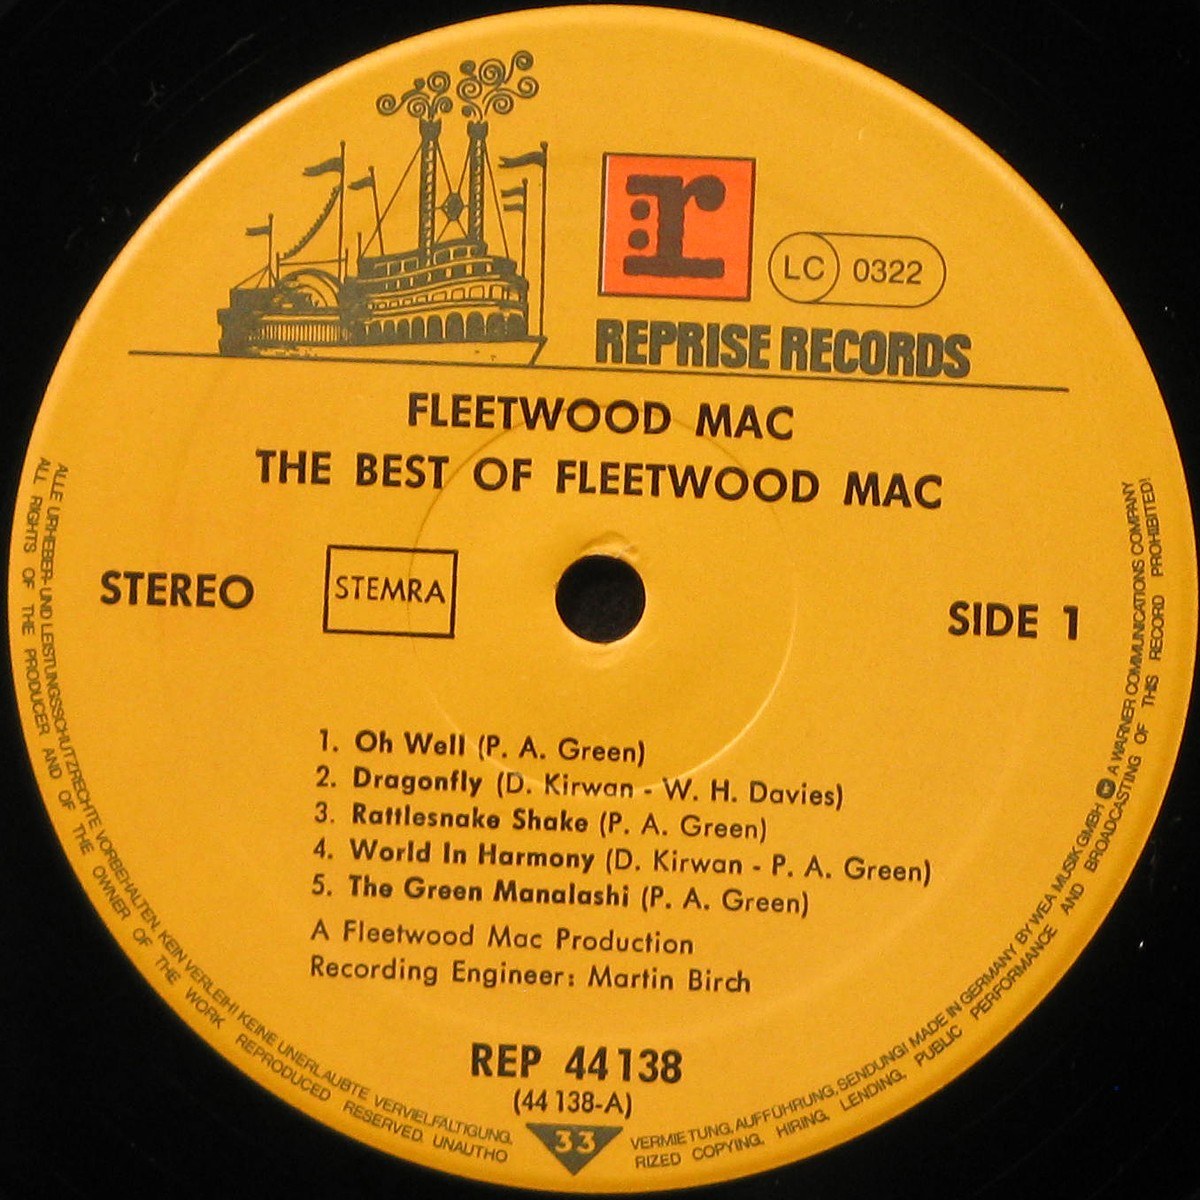 r
LC 0322
REPRISE RECORDS
FLEETWOOD MAC
THE BEST OF FLEETWOOD MAC
STEREO
STEMRA
SIDE 1
1. Oh Well (P. A. Green)
2. Dragonfly (D. Kirwan - W. H. Davies)
3. Rattlesnake Shake (P. A. Green)
4. World In Harmony (D. Kirwan - P. A. Green)
5. The Green Manalashi (P. A. Green)
A Fleetwood Mac Production
Recording Engineer: Martin Birch
REP 44 138
(44 138-A)
33
ALLE URHEBER- UND LEISTUNGSSCHUTZRECHTE VORBEHALTEN. KEIN VERLEIH! KEINE UNERLAUBTE VERVIELFÄLTIGUNG, VERMIETUNG, AUFFÜHRUNG, SENDUNG! MADE IN GERMANY BY WEA MUSIK GMBH W A WARNER COMMUNICATIONS COMPANY
ALL RIGHTS OF THE PRODUCER AND OF THE OWNER OF THE WORK REPRODUCED RESERVED. UNAUTHORIZED COPYING, HIRING, LENDING, PUBLIC PERFORMANCE AND BROADCASTING OF THIS RECORD PROHIBITED!